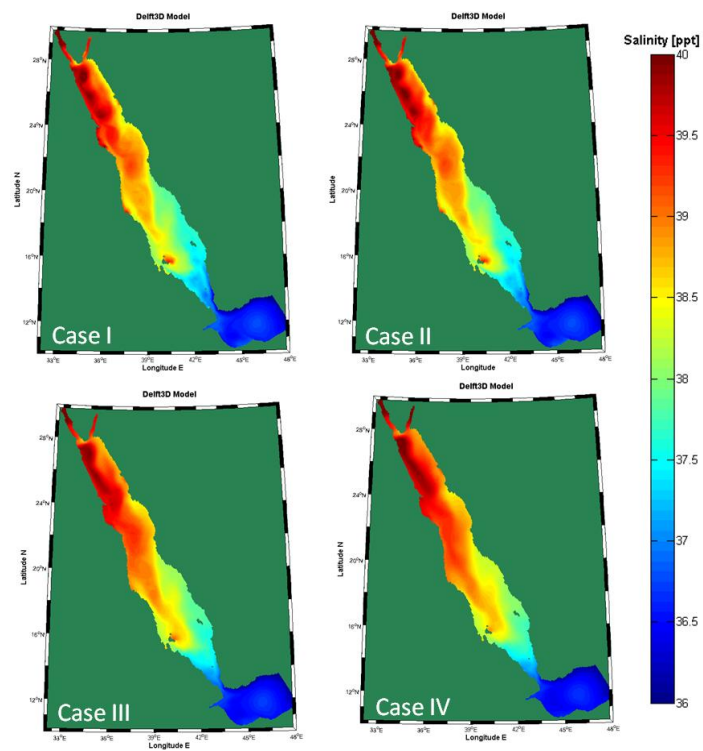 Delft3D Model
28°N
24°N
20°N
16°N
12°N
Latitude N
Case I
33°E 36°E 39°E 42°E 45°E 48°E
Longitude E
Delft3D Model
28°N
24°N
20°N
16°N
12°N
Latitude
Case II
33°E 36°E 39°E 42°E 45°E 48°E
Longitude
Salinity [ppt]
40
39.5
39
38.5
38
37.5
37
36.5
36
Delft3D Model
28°N
24°N
20°N
16°N
12°N
Latitude N
Case III
33°E 36°E 39°E 42°E 45°E 48°E
Longitude E
Delft3D Model
28°N
24°N
20°N
16°N
12°N
Latitude N
Case IV
33°E 36°E 39°E 42°E 45°E 48°E
Longitude E